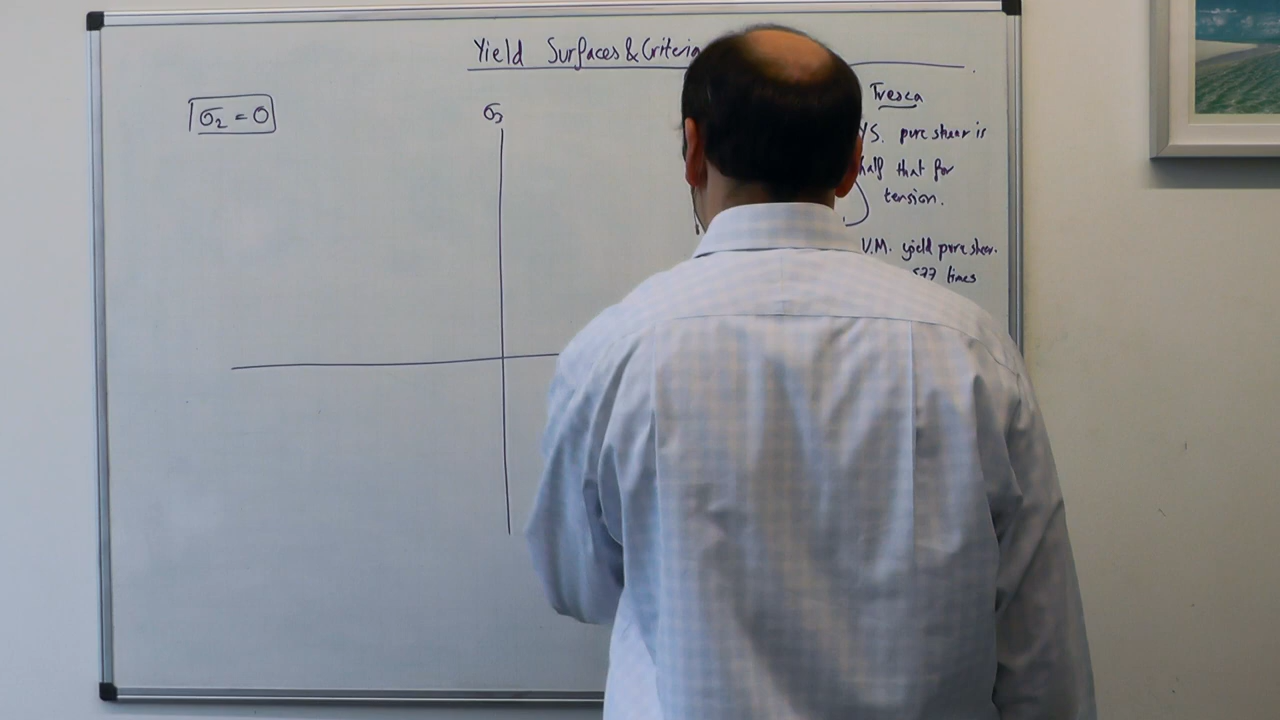 Yield Surfaces & Criteria
σ₂ = 0
σ₃
Tresca
Y.S. pure shear is
half that for
tension.
V.M. yield pure shear.
577 times